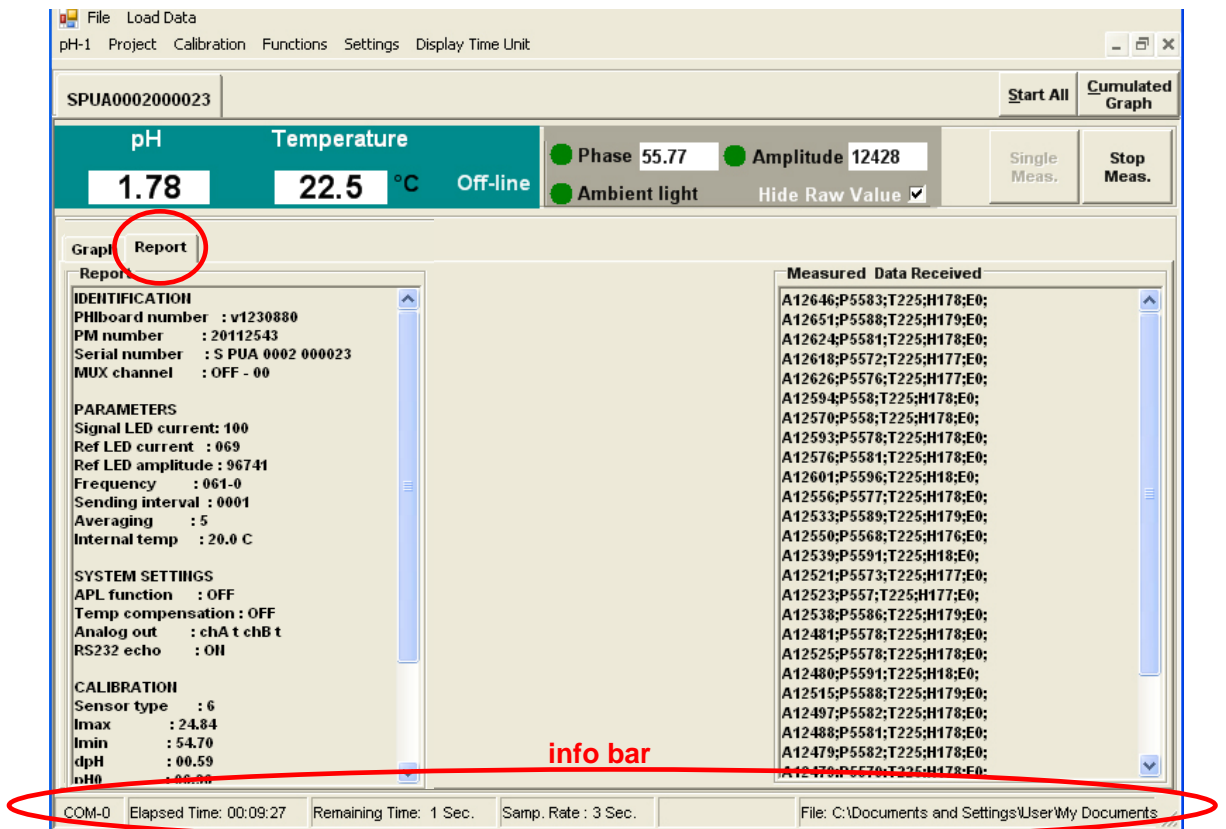 File Load Data
pH-1 Project Calibration Functions Settings Display Time Unit
SPUA0002000023
Start All
Cumulated
Graph
pH Temperature
1.78 22.5 °C Off-line
Phase 55.77 Amplitude 12428
Ambient light Hide Raw Value
Single
Meas.
Stop
Meas.
Graph Report
Report
IDENTIFICATION
PHIboard number : v1230880
PM number : 20112543
Serial number : S PUA 0002 000023
MUX channel : OFF - 00
PARAMETERS
Signal LED current: 100
Ref LED current : 069
Ref LED amplitude : 96741
Frequency : 061-0
Sending interval : 0001
Averaging : 5
Internal temp : 20.0 C
SYSTEM SETTINGS
APL function : OFF
Temp compensation : OFF
Analog out : chA t chB t
RS232 echo : ON
CALIBRATION
Sensor type : 6
Imax : 24.84
Imin : 54.70
dpH : 00.59
pH0
Measured Data Received
A12646;P5583;T225;H178;E0;
A12651;P5588;T225;H179;E0;
A12624;P5581;T225;H178;E0;
A12618;P5572;T225;H177;E0;
A12626;P5576;T225;H177;E0;
A12594;P558;T225;H178;E0;
A12570;P558;T225;H178;E0;
A12593;P5578;T225;H178;E0;
A12576;P5581;T225;H178;E0;
A12601;P5596;T225;H18;E0;
A12556;P5577;T225;H178;E0;
A12533;P5589;T225;H179;E0;
A12550;P5568;T225;H176;E0;
A12539;P5591;T225;H18;E0;
A12521;P5573;T225;H177;E0;
A12523;P557;T225;H177;E0;
A12538;P5586;T225;H179;E0;
A12481;P5578;T225;H178;E0;
A12525;P5578;T225;H178;E0;
A12480;P5591;T225;H18;E0;
A12515;P5588;T225;H179;E0;
A12497;P5582;T225;H178;E0;
A12488;P5581;T225;H178;E0;
A12479;P5582;T225;H178;E0;
info bar
COM-0 Elapsed Time: 00:09:27 Remaining Time: 1 Sec. Samp. Rate : 3 Sec. File: C:\Documents and Settings\User\My Documents